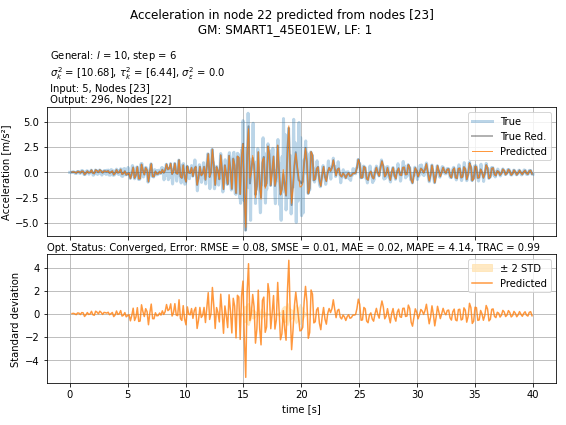 Acceleration in node 22 predicted from nodes [23]
GM: SMART1_45E01EW, LF: 1
General: l = 10, step = 6
σ²ₖ = [10.68], τ²ₖ = [6.44], σ²_ε = 0.0
Input: 5, Nodes [23]
Output: 296, Nodes [22]
Acceleration [m/s²]
5.0
2.5
0.0
−2.5
−5.0
True
True Red.
Predicted
Opt. Status: Converged, Error: RMSE = 0.08, SMSE = 0.01, MAE = 0.02, MAPE = 4.14, TRAC = 0.99
Standard deviation
4
2
0
−2
−4
± 2 STD
Predicted
0 5 10 15 20 25 30 35 40
time [s]